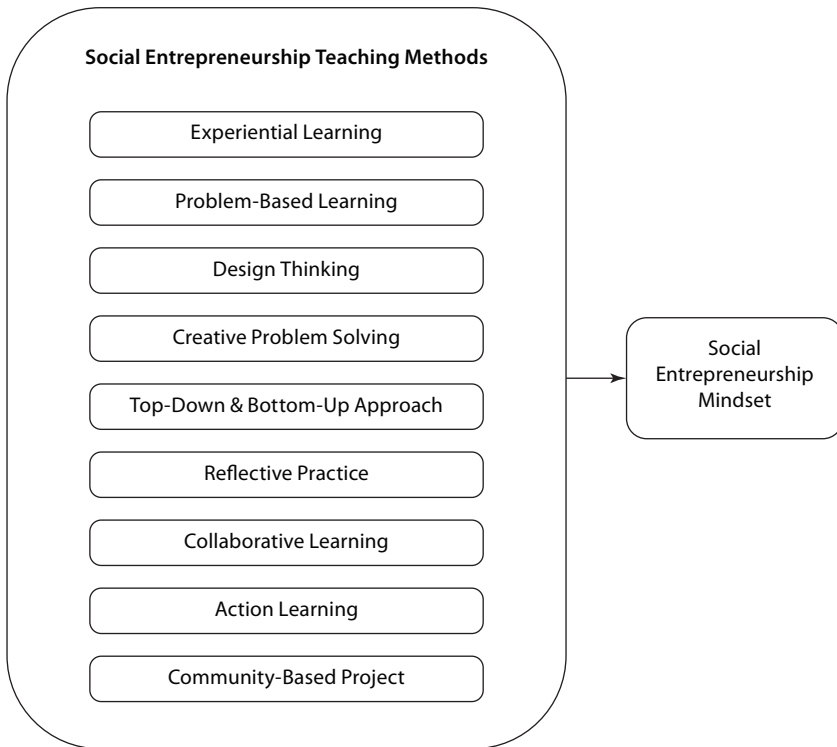 Social Entrepreneurship Teaching Methods
Experiential Learning
Problem-Based Learning
Design Thinking
Creative Problem Solving
Top-Down & Bottom-Up Approach
Reflective Practice
Collaborative Learning
Action Learning
Community-Based Project
Social
Entrepreneurship
Mindset